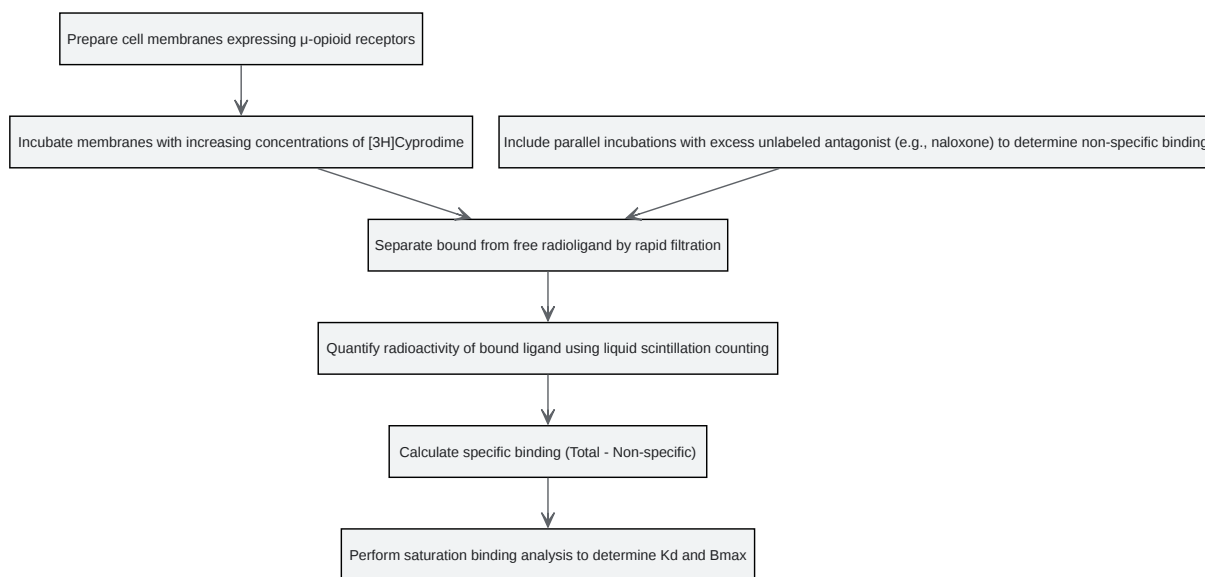 Prepare cell membranes expressing μ-opioid receptors
Incubate membranes with increasing concentrations of [3H]Cyprodime
Include parallel incubations with excess unlabeled antagonist (e.g., naloxone) to determine non-specific binding
Separate bound from free radioligand by rapid filtration
Quantify radioactivity of bound ligand using liquid scintillation counting
Calculate specific binding (Total - Non-specific)
Perform saturation binding analysis to determine Kd and Bmax